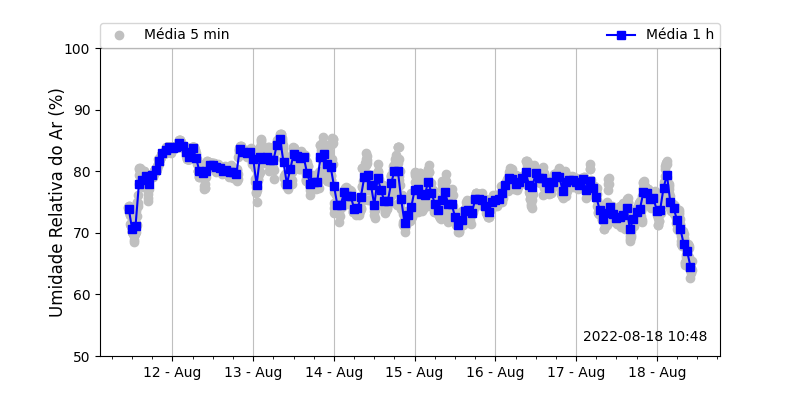 Média 5 min
Média 1 h
100
90
80
70
60
50
Umidade Relativa do Ar (%)
2022-08-18 10:48
12 - Aug
13 - Aug
14 - Aug
15 - Aug
16 - Aug
17 - Aug
18 - Aug